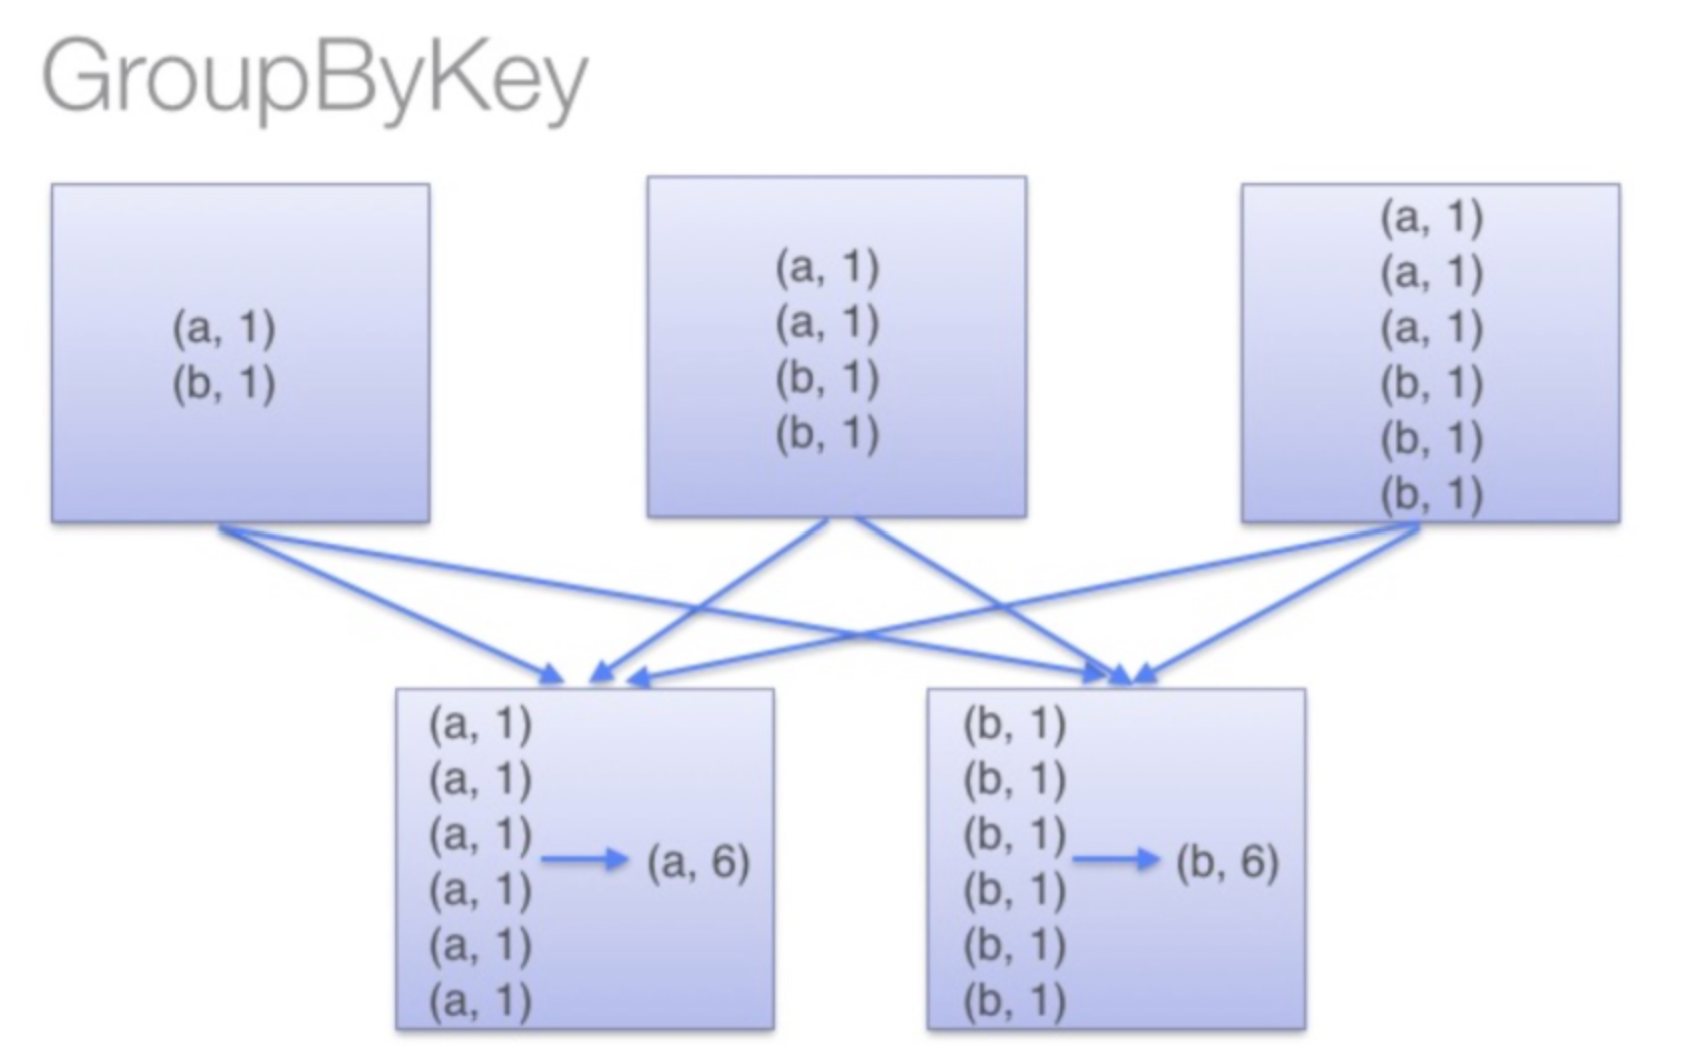 GroupByKey
(a, 1)
(b, 1)
(a, 1)
(a, 1)
(b, 1)
(b, 1)
(a, 1)
(a, 1)
(a, 1)
(b, 1)
(b, 1)
(b, 1)
(a, 1)
(a, 1)
(a, 1)
(a, 1)
(a, 1)
(a, 1)
(a, 6)
(b, 1)
(b, 1)
(b, 1)
(b, 1)
(b, 1)
(b, 1)
(b, 6)